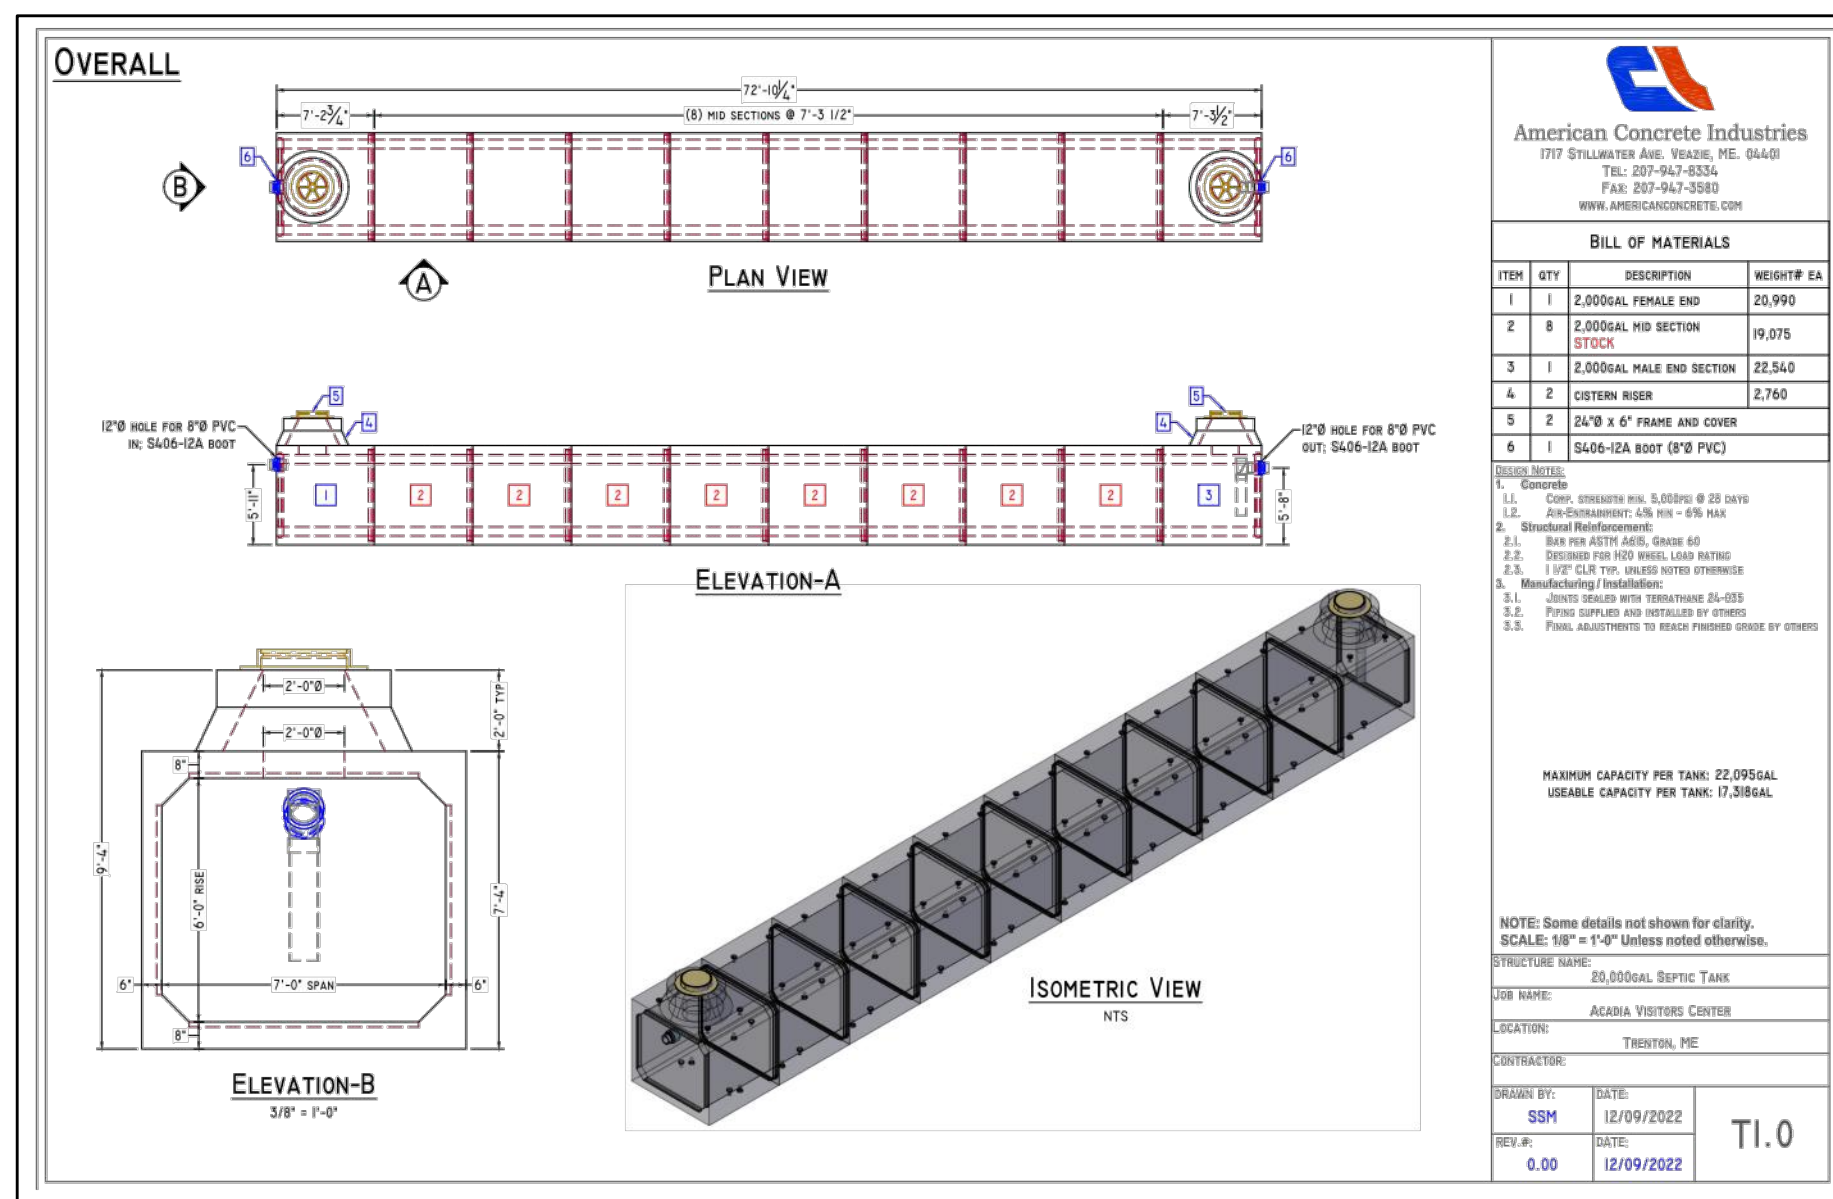 OVERALL
72'-10 1/4"
7'-2 3/4"
(8) MID SECTIONS @ 7'-3 1/2"
7'-3 1/2"
6
6
B
A
PLAN VIEW
5
4
5
4
12"Ø HOLE FOR 8"Ø PVC
IN; S406-12A BOOT
12"Ø HOLE FOR 8"Ø PVC
OUT; S406-12A BOOT
5'-11"
1
2
2
2
2
2
2
2
2
3
5'-8"
ELEVATION-A
2'-0"Ø
2'-0" TYP
2'-0"Ø
8"
9'-4"
6'-0" RISE
7'-4"
6"
7'-0" SPAN
6"
8"
ELEVATION-B
3/8" = 1'-0"
ISOMETRIC VIEW
NTS
American Concrete Industries
1717 STILLWATER AVE. VEAZIE, ME. 04401
TEL: 207-947-8334
FAX: 207-947-3580
WWW.AMERICANCONCRETE.COM
BILL OF MATERIALS
ITEM QTY DESCRIPTION WEIGHT# EA
1 1 2,000GAL FEMALE END 20,990
2 8 2,000GAL MID SECTION 19,075
STOCK
3 1 2,000GAL MALE END SECTION 22,540
4 2 CISTERN RISER 2,760
5 2 24"Ø X 6" FRAME AND COVER
6 1 S406-12A BOOT (8"Ø PVC)
DESIGN NOTES:
1. Concrete
1.1. COMP. STRENGTH MIN. 5,000PSI @ 28 DAYS
1.2. AIR-ENTRAINMENT: 4% MIN - 6% MAX
2. Structural Reinforcement:
2.1. BAR PER ASTM A615, GRADE 60
2.2. DESIGNED FOR H20 WHEEL LOAD RATING
2.3. 1 1/2" CLR TYP. UNLESS NOTED OTHERWISE
3. Manufacturing / Installation:
3.1. JOINTS SEALED WITH TERRATHANE 24-035
3.2. PIPING SUPPLIED AND INSTALLED BY OTHERS
3.3. FINAL ADJUSTMENTS TO REACH FINISHED GRADE BY OTHERS
MAXIMUM CAPACITY PER TANK: 22,095GAL
USEABLE CAPACITY PER TANK: 17,318GAL
NOTE: Some details not shown for clarity.
SCALE: 1/8" = 1'-0" Unless noted otherwise.
STRUCTURE NAME:
20,000GAL SEPTIC TANK
JOB NAME:
ACADIA VISITORS CENTER
LOCATION:
TRENTON, ME
CONTRACTOR:
DRAWN BY: DATE:
SSM 12/09/2022
REV.#: DATE:
0.00 12/09/2022
T1.0